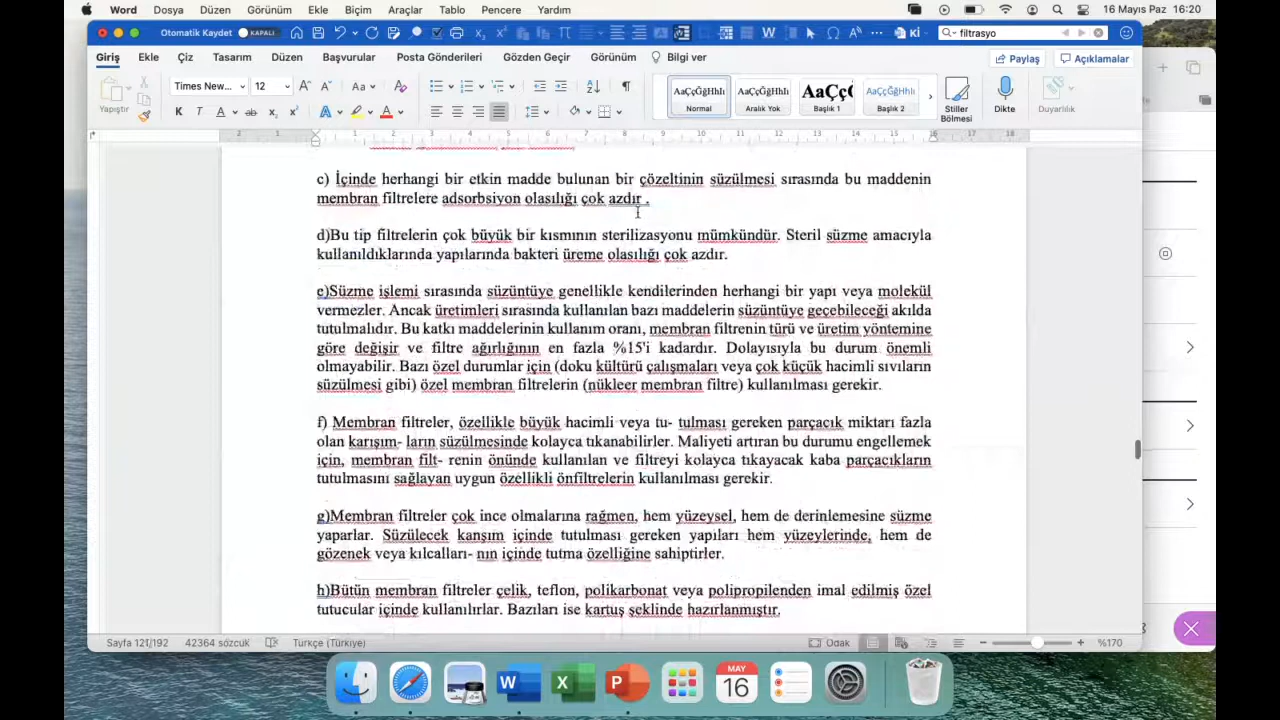 Word Dosya Düzen Görünüm Ekle Biçim Araçlar Tablo Pencere Yardım 16 Mayıs Paz 16:20
Otomatik Kaydet KAPALI Ki filtrasyo
Giriş Ekle Çiz Tasarım Düzen Başvurular Posta Gönderileri Gözden Geçir Görünüm Bilgi ver Paylaş Açıklamalar
Yapıştır Times New... 12 Normal Aralık Yok Başlık 1 Başlık 2 Stiller Bölmesi Dikte Duyarlılık
c) İçinde herhangi bir etkin madde bulunan bir çözeltinin süzülmesi sırasında bu maddenin
membran filtrelere adsorbsiyon olasılığı çok azdır .
d)Bu tip filtrelerin çok büyük bir kısmının sterilizasyonu mümkündür. Steril süzme amacıyla
kullanıldıklarında yapılarında bakteri üreme olasılığı çok azdır.
e)Süzme işlemi sırasında süzüntüye genellikle kendilerinden herhangi bir yapı veya molekül
vermezler. Ancak üretimleri sırasında kullanılan bazı maddelerin süzüntüye geçebileceği akılda
tutulmalıdır. Bu katkı maddelerinin kullanım oranı, membran filtrenin türü ve üretim yöntemine
göre değişir ve filtre ağırlığının en fazla %15'i kadardır. Dolayısıyla bu durum önemli
olmayabilir. Bazı özel durumlar için (doku kültürü çalışmaları veya çok küçük hacimli sıvıların
süzülmesi gibi) özel membran filtrelerin (nükleer membran filtre) kullanılması gerekir.
f) Membran filtreler, özellikle büyük hacimli veya tu- tulması gereken parçacık miktarı fazla
olan karışım- ların süzülmesinde kolayca tıkanabilirler. Maliyeti artıran bu durumu engellemek
için membran filt- renin önünde kullanılan ve filtreyi kolayca tıkayacak kaba parçacıkların
tutulmasını sağlayan uygun özellikli önfiltrelerin kullanılması gerekir.
g)Membran filtreler çok ince olmalarına rağmen, hem yüzeysel, hem de derinlemesine süzme
yaparlar. Süzülecek karışım içinde tutulması gereken yapıları hem yüzeylerinde, hem de
gözenek veya kılcalları- nın içinde tutma özelliğine sahiptirler.
h)Bütün membran filtreler çelik, teflon, polikarbonat veya polipropilenden imal edilmiş özel
tutucular içinde kullanılırlar. Bazıları ise kartuş şeklinde hazırlanmıştır.
Sayfa 127/192 42364 sözcük Türkçe (Türkiye) Odak %170
MAY
16